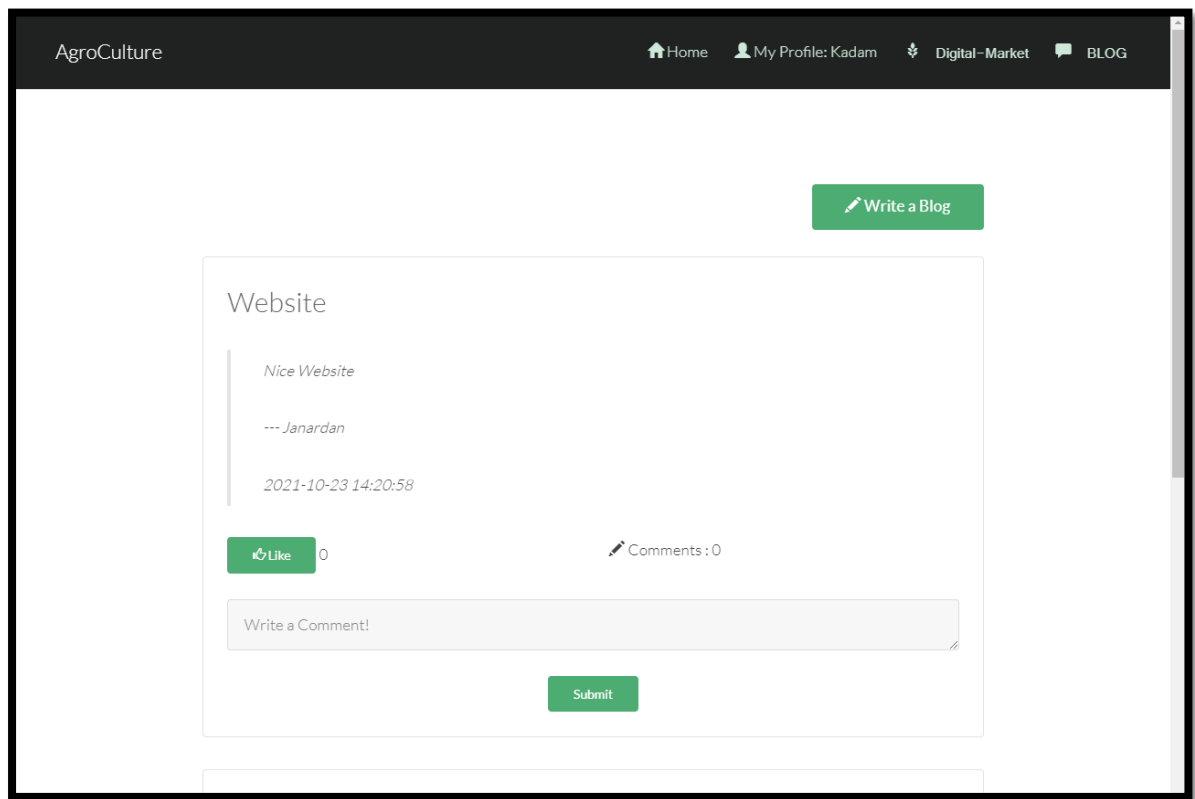 AgroCulture Home My Profile: Kadam Digital-Market BLOG
Write a Blog
Website
Nice Website
--- Janardan
2021-10-23 14:20:58
Like 0 Comments : 0
Write a Comment!
Submit